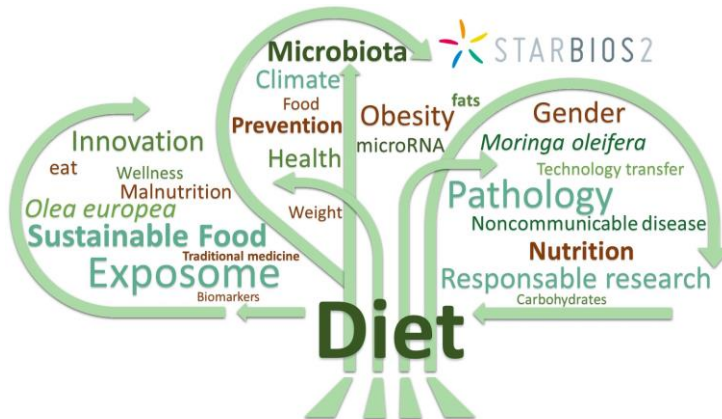 Microbiota
STARBIOS2
Climate
Food
Prevention
Health
Weight
Obesity
fats
microRNA
Innovation
eat
Wellness
Malnutrition
Olea europea
Sustainable Food
Traditional medicine
Exposome
Biomarkers
Gender
Moringa oleifera
Technology transfer
Pathology
Noncommunicable disease
Nutrition
Responsable research
Carbohydrates
Diet